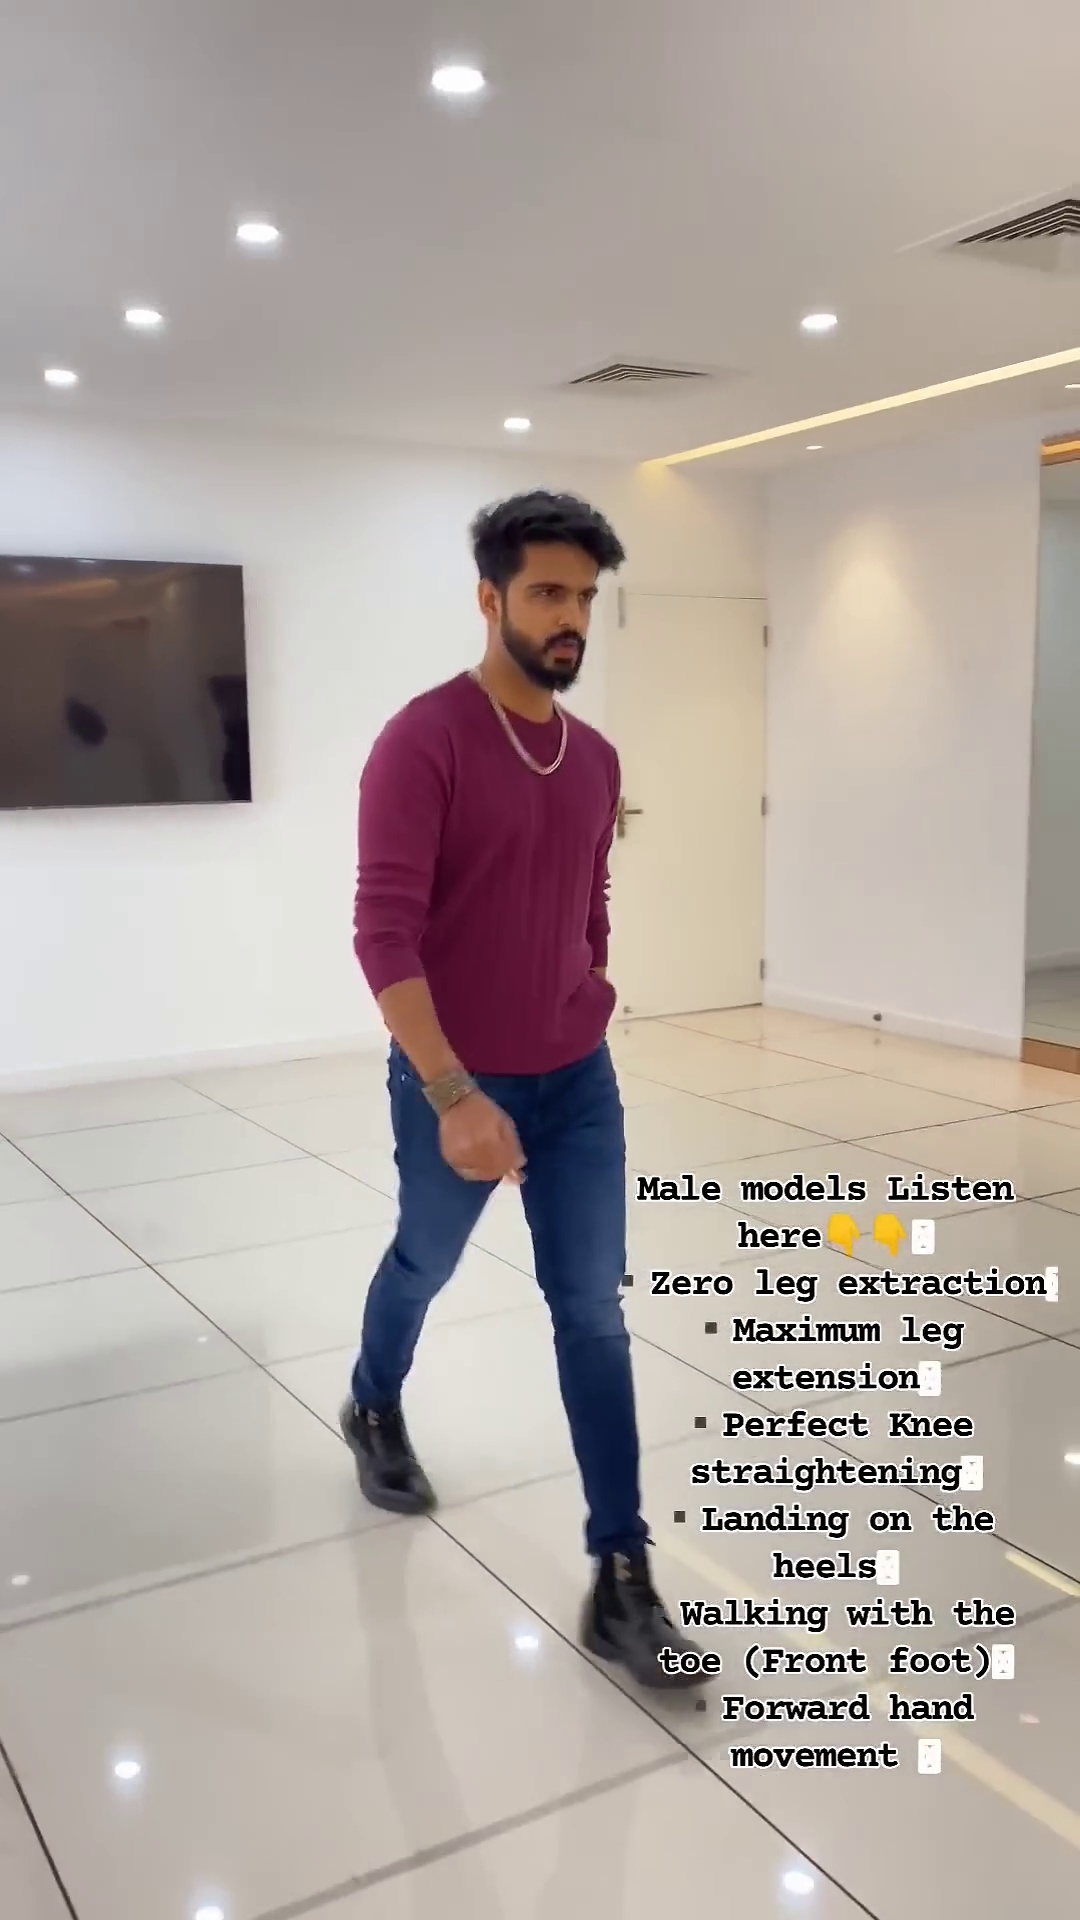 Male models Listen
here👇👇
▪ Zero leg extraction
▪ Maximum leg
extension
▪ Perfect Knee
straightening
▪ Landing on the
heels
▪ Walking with the
toe (Front foot)
▪ Forward hand
movement